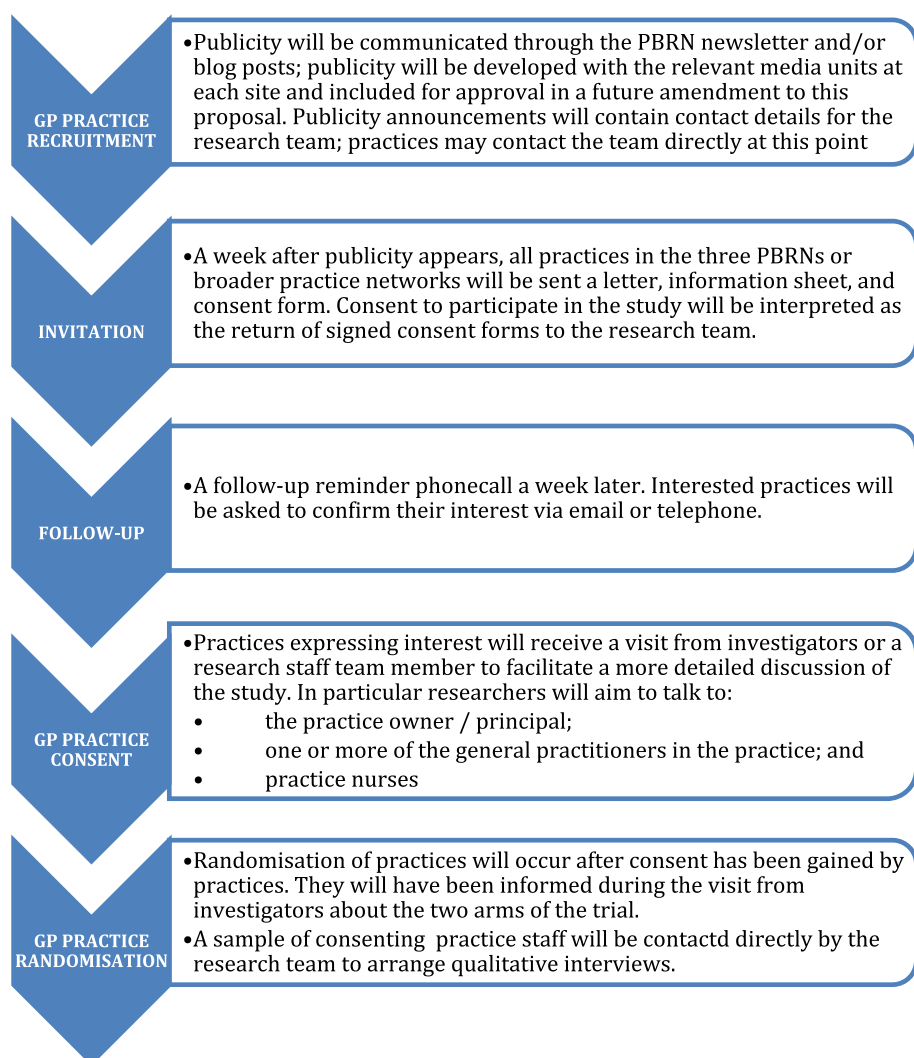 GP PRACTICE
RECRUITMENT
•Publicity will be communicated through the PBRN newsletter and/or
blog posts; publicity will be developed with the relevant media units at
each site and included for approval in a future amendment to this
proposal. Publicity announcements will contain contact details for the
research team; practices may contact the team directly at this point
INVITATION
•A week after publicity appears, all practices in the three PBRNs or
broader practice networks will be sent a letter, information sheet, and
consent form. Consent to participate in the study will be interpreted as
the return of signed consent forms to the research team.
FOLLOW-UP
•A follow-up reminder phonecall a week later. Interested practices will
be asked to confirm their interest via email or telephone.
GP PRACTICE
CONSENT
•Practices expressing interest will receive a visit from investigators or a
research staff team member to facilitate a more detailed discussion of
the study. In particular researchers will aim to talk to:
• the practice owner / principal;
• one or more of the general practitioners in the practice; and
• practice nurses
GP PRACTICE
RANDOMISATION
•Randomisation of practices will occur after consent has been gained by
practices. They will have been informed during the visit from
investigators about the two arms of the trial.
•A sample of consenting practice staff will be contactd directly by the
research team to arrange qualitative interviews.